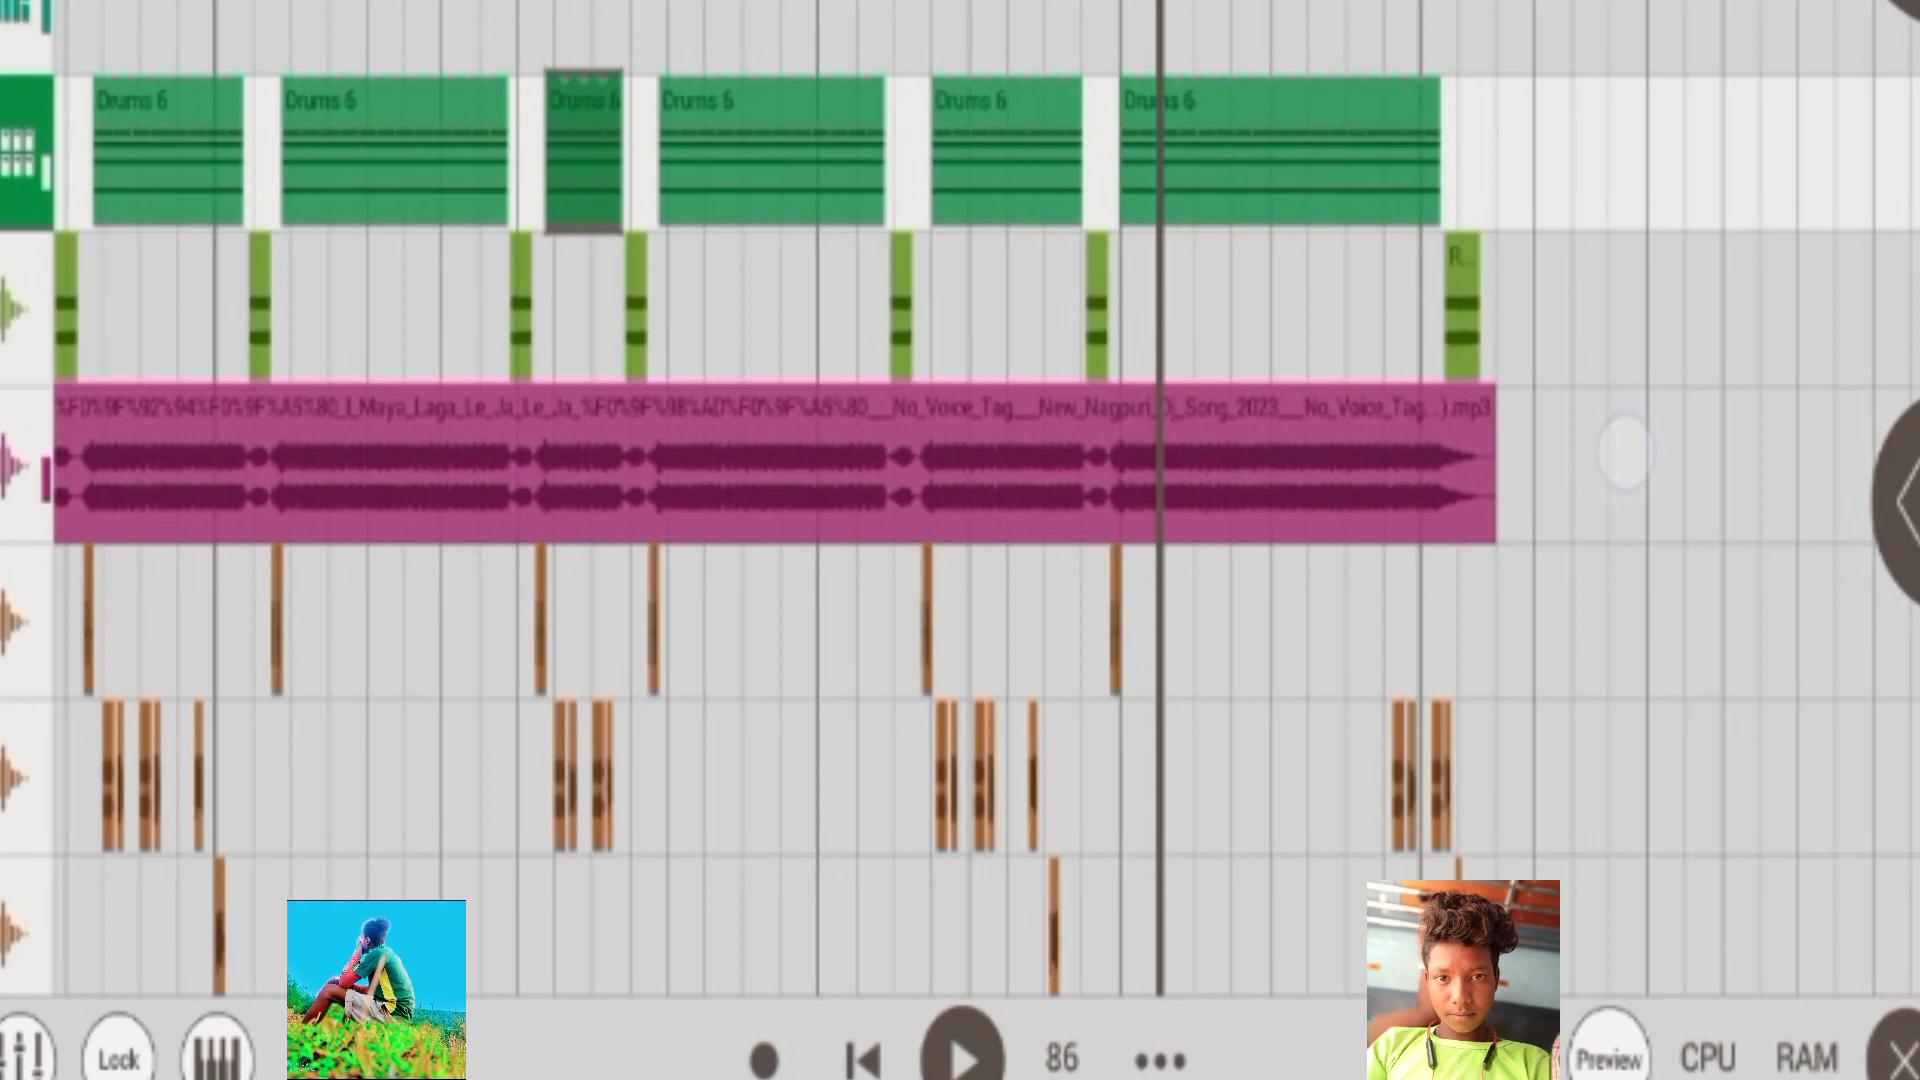 Drums 6 Drums 6 Drums 6 Drums 6 Drums 6 Drums 6
R...
%F0%9F%92%94%F0%9F%A5%80_I_Maya_Laga_Le_Ja_Le_Ja_%F0%9F%98%AD%F0%9F%A5%80__No_Voice_Tag__New_Nagpuri_Dj_Song_2023__No_Voice_Tag...).mp3
Lock 86 ••• Preview CPU RAM